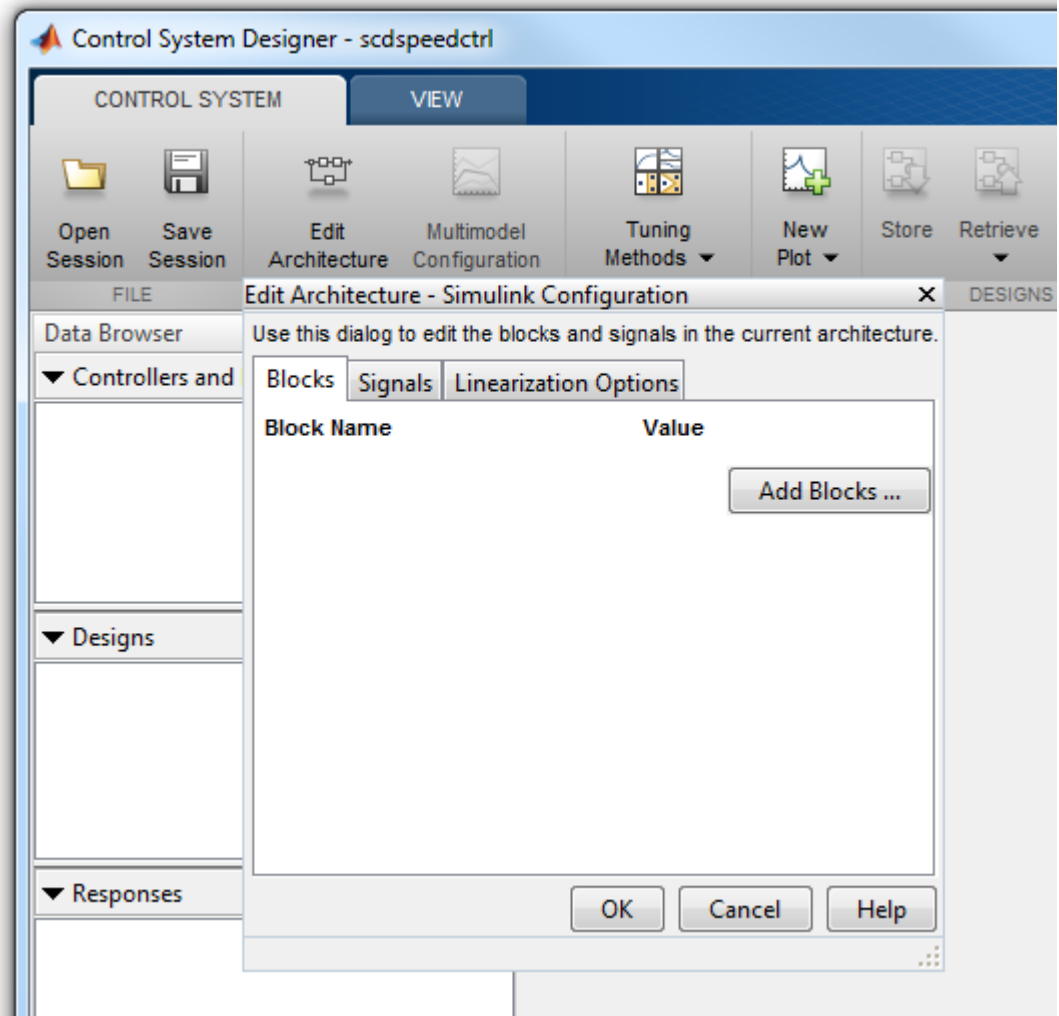 Control System Designer - scdspeedctrl
CONTROL SYSTEM
VIEW
Open Session
Save Session
Edit Architecture
Multimodel Configuration
Tuning Methods
New Plot
Store
Retrieve
FILE
DESIGNS
Edit Architecture - Simulink Configuration
Data Browser
Use this dialog to edit the blocks and signals in the current architecture.
Controllers and
Blocks
Signals
Linearization Options
Block Name
Value
Add Blocks ...
Designs
Responses
OK
Cancel
Help